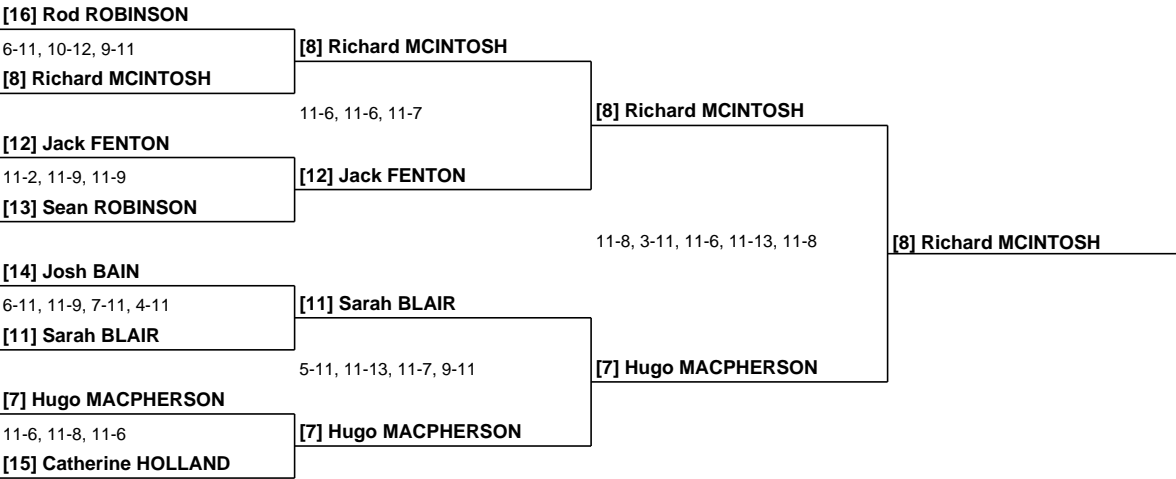 [16] Rod ROBINSON
6-11, 10-12, 9-11
[8] Richard MCINTOSH
[8] Richard MCINTOSH
11-6, 11-6, 11-7
[8] Richard MCINTOSH
[12] Jack FENTON
11-2, 11-9, 11-9
[12] Jack FENTON
[13] Sean ROBINSON
11-8, 3-11, 11-6, 11-13, 11-8
[8] Richard MCINTOSH
[14] Josh BAIN
6-11, 11-9, 7-11, 4-11
[11] Sarah BLAIR
[11] Sarah BLAIR
5-11, 11-13, 11-7, 9-11
[7] Hugo MACPHERSON
[7] Hugo MACPHERSON
11-6, 11-8, 11-6
[7] Hugo MACPHERSON
[15] Catherine HOLLAND